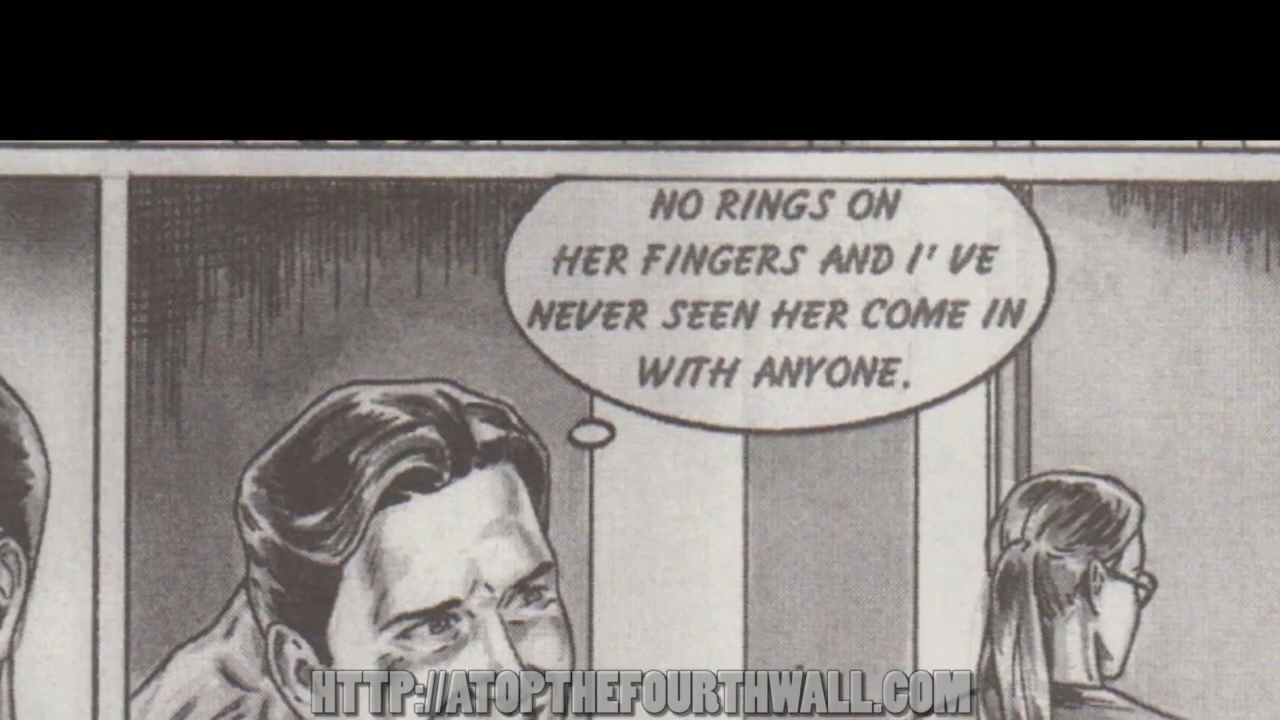 NO RINGS ON
HER FINGERS AND I' VE
NEVER SEEN HER COME IN
WITH ANYONE.
HTTP://ATOPTHEFOURTHWALL.COM